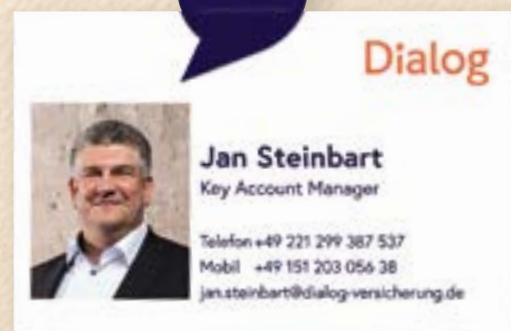 Dialog
Jan Steinbart
Key Account Manager
Telefon +49 221 299 387 537
Mobil +49 151 203 056 38
jan.steinbart@dialog-versicherung.de